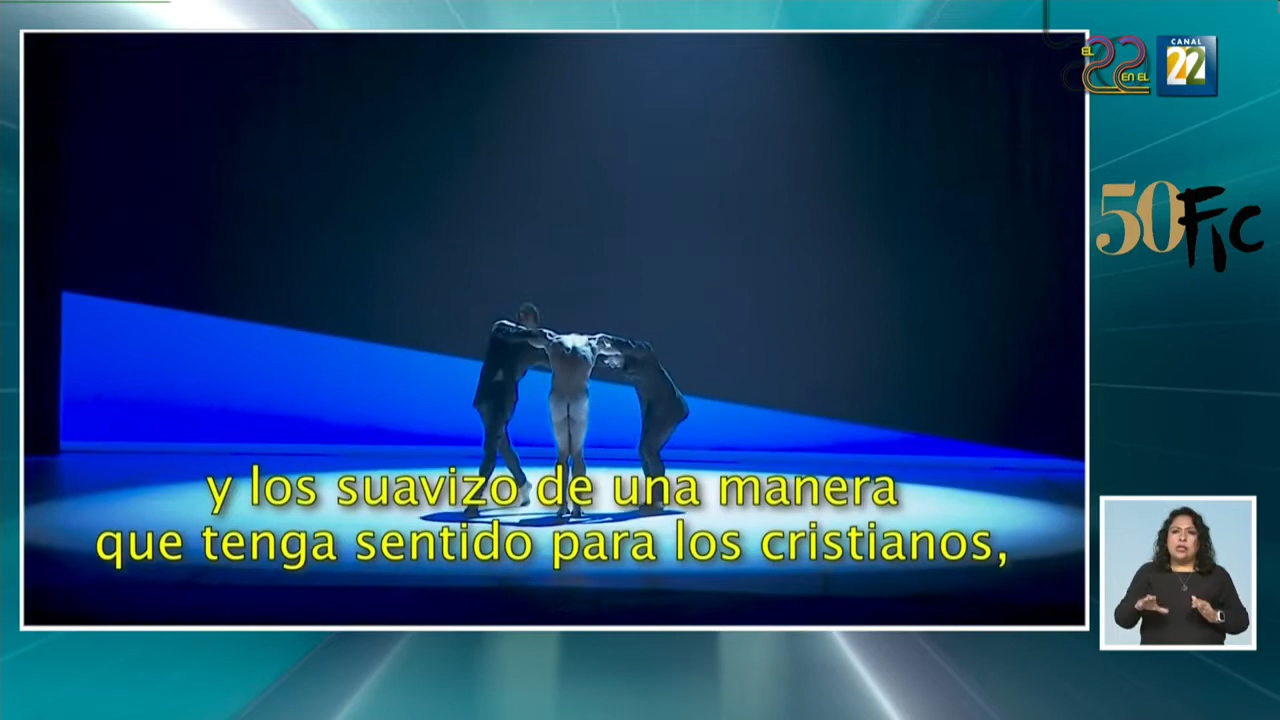 EL
22
EN EL
CANAL
22
50 FIC
y los suavizo de una manera
que tenga sentido para los cristianos,